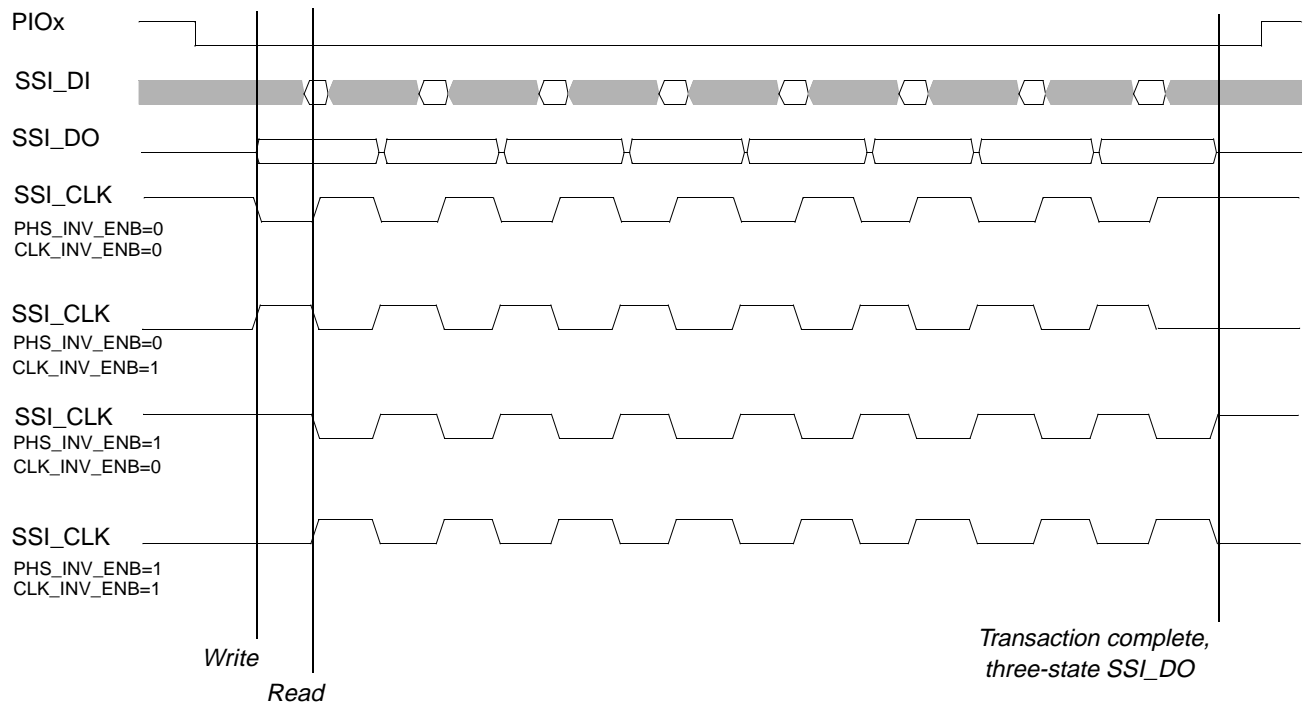 PIOx
SSI_DI
SSI_DO
SSI_CLK
PHS_INV_ENB=0
CLK_INV_ENB=0
SSI_CLK
PHS_INV_ENB=0
CLK_INV_ENB=1
SSI_CLK
PHS_INV_ENB=1
CLK_INV_ENB=0
SSI_CLK
PHS_INV_ENB=1
CLK_INV_ENB=1
Write
Read
Transaction complete,
three-state SSI_DO